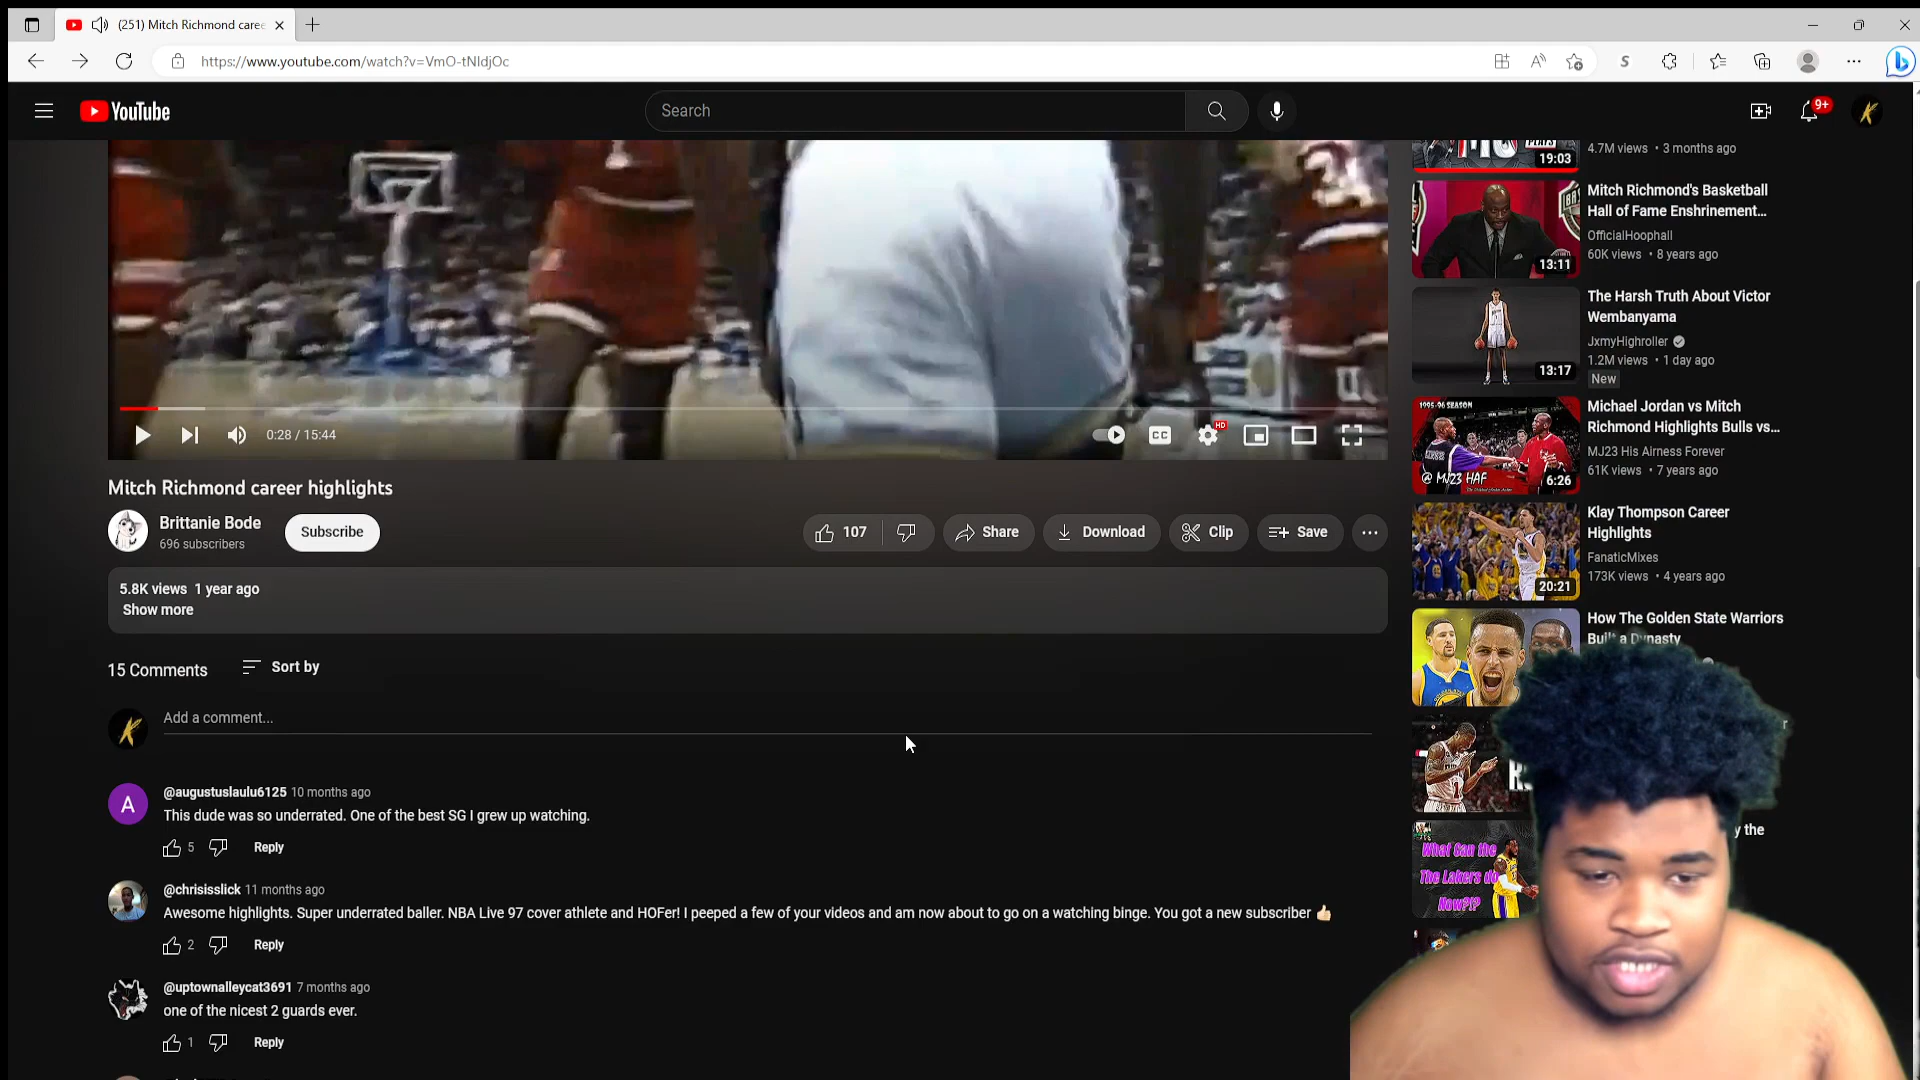 (251) Mitch Richmond caree
https://www.youtube.com/watch?v=VmO-tNldjOc
YouTube
Search
9+
0:28 / 15:44
CC
HD
Mitch Richmond career highlights
Brittanie Bode
696 subscribers
Subscribe
107
Share
Download
Clip
Save
5.8K views 1 year ago
Show more
15 Comments
Sort by
Add a comment...
A
@augustuslaulu6125 10 months ago
This dude was so underrated. One of the best SG I grew up watching.
5
Reply
@chrisisslick 11 months ago
Awesome highlights. Super underrated baller. NBA Live 97 cover athlete and HOFer! I peeped a few of your videos and am now about to go on a watching binge. You got a new subscriber 👍🏻
2
Reply
@uptownalleycat3691 7 months ago
one of the nicest 2 guards ever.
1
Reply
19:03
4.7M views • 3 months ago
13:11
Mitch Richmond's Basketball
Hall of Fame Enshrinement...
OfficialHoophall
60K views • 8 years ago
13:17
The Harsh Truth About Victor
Wembanyama
JxmyHighroller
1.2M views • 1 day ago
New
1995-96 SEASON
@ MJ23 HAF
6:26
Michael Jordan vs Mitch
Richmond Highlights Bulls vs...
MJ23 His Airness Forever
61K views • 7 years ago
20:21
Klay Thompson Career
Highlights
FanaticMixes
173K views • 4 years ago
How The Golden State Warriors
Built a Dynasty
What Can the
The Lakers do
Now?!?
y the